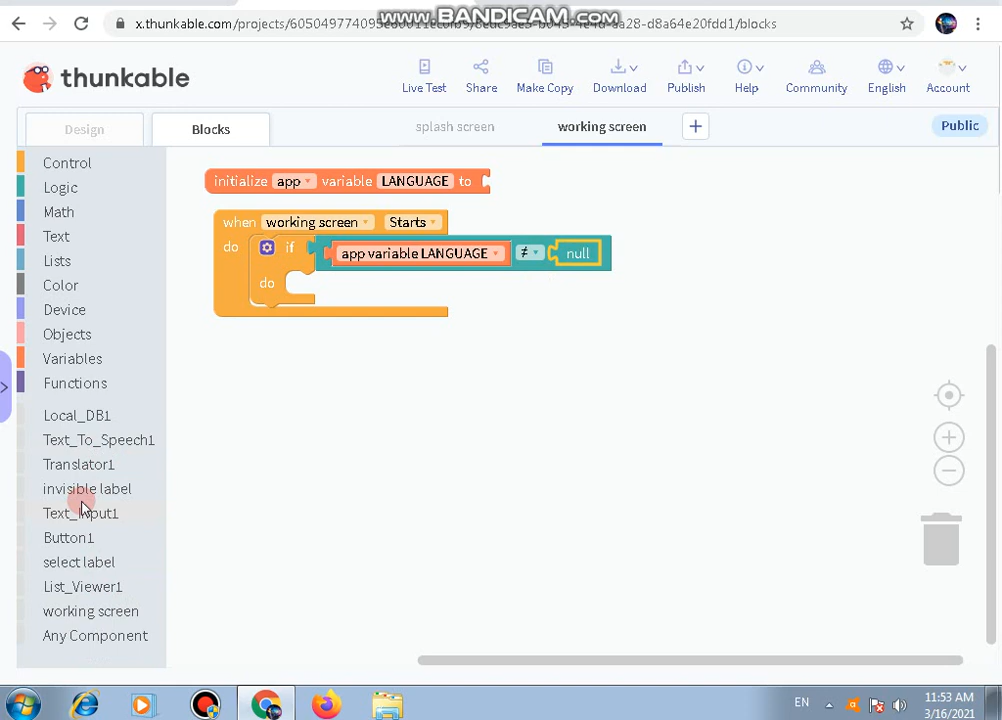 www.BANDICAM.com
x.thunkable.com/projects/
aa28-d8a64e20fdd1/blocks
thunkable
Live Test
Share
Make Copy
Download
Publish
Help
Community
English
Account
Design
Blocks
splash screen
working screen
+
Public
Control
Logic
Math
Text
Lists
Color
Device
Objects
Variables
Functions
Local_DB1
Text_To_Speech1
Translator1
invisible label
Text_Input1
Button1
select label
List_Viewer1
working screen
Any Component
initialize app variable LANGUAGE to
when working screen Starts
do if app variable LANGUAGE ≠ null
do
EN
11:53 AM
3/16/2021